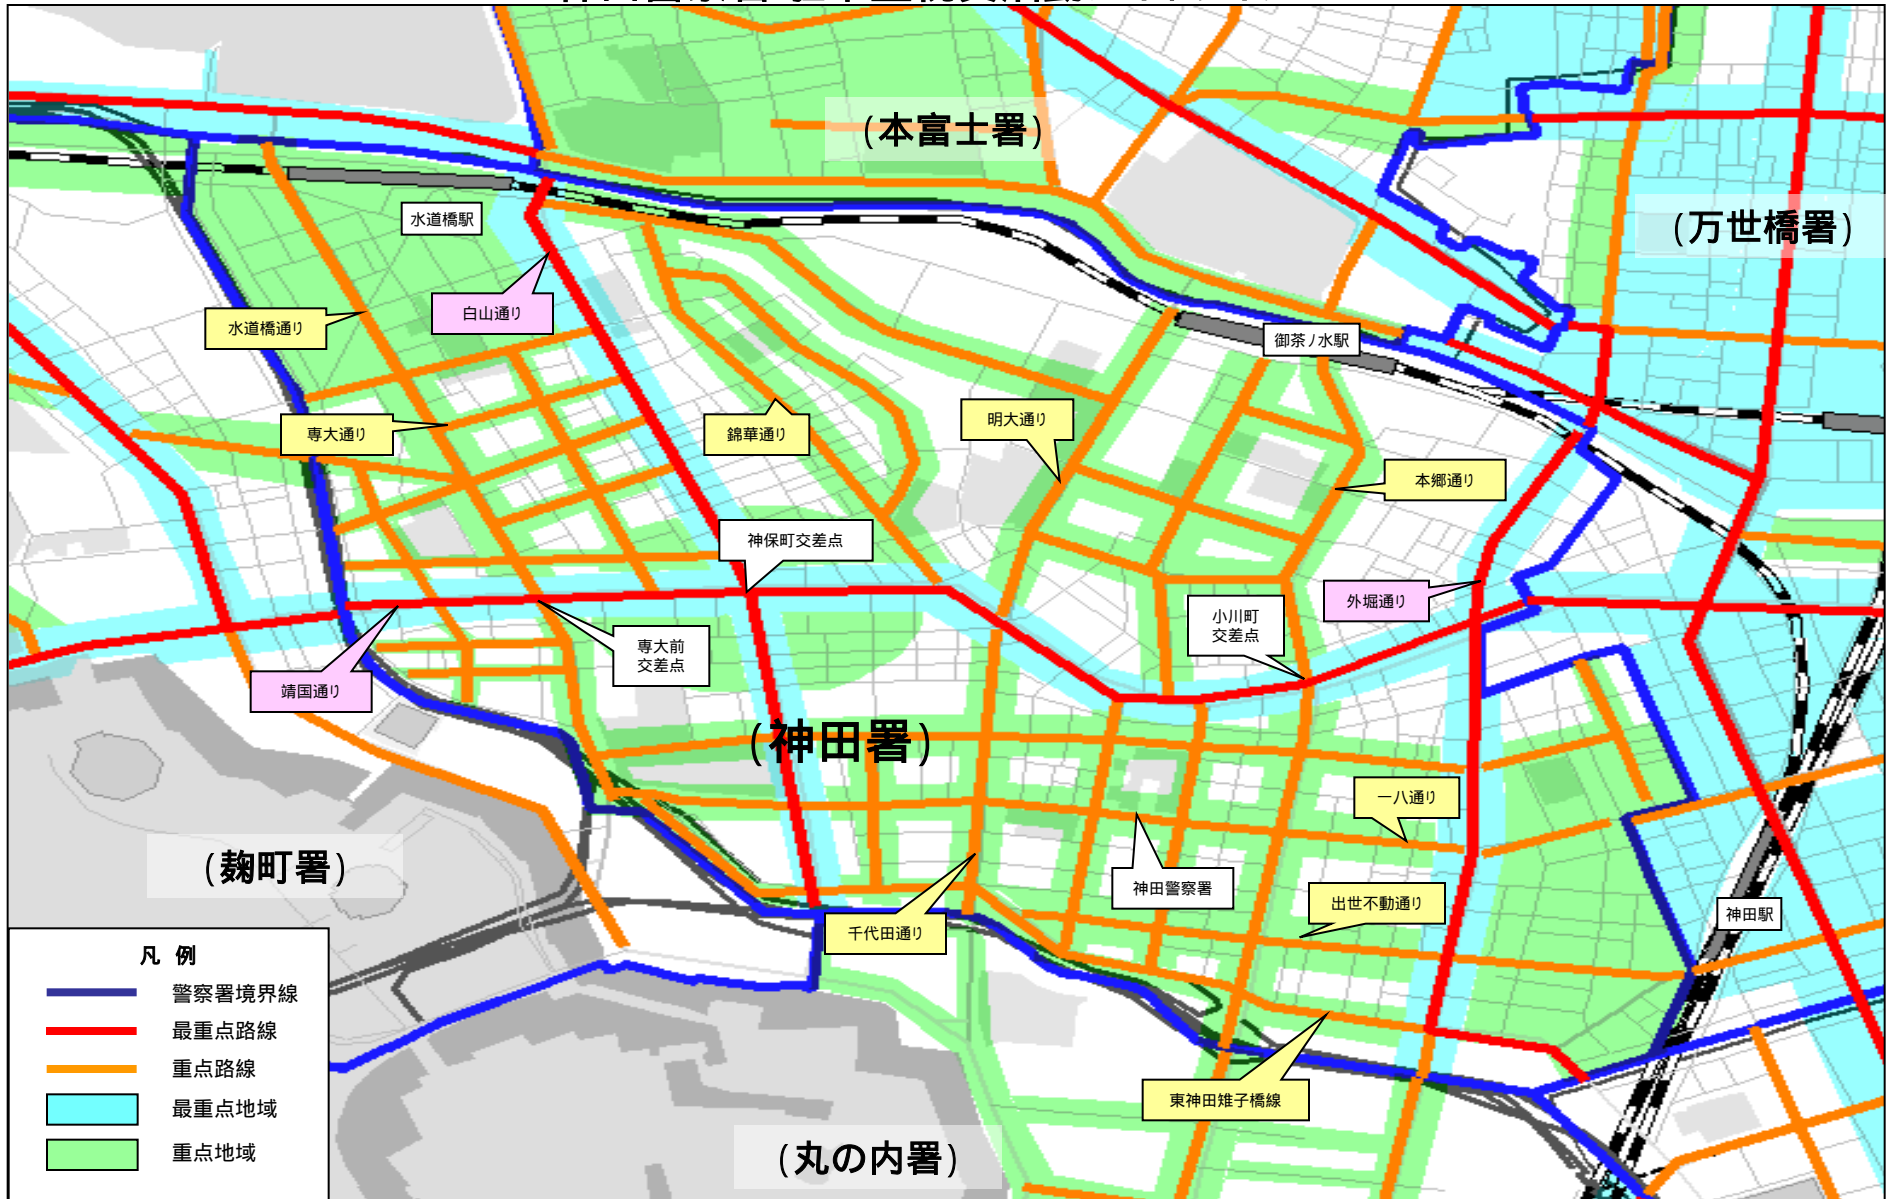 (本富士署)
(万世橋署)
水道橋駅
白山通り
水道橋通り
御茶ノ水駅
専大通り
錦華通り
明大通り
本郷通り
神保町交差点
外堀通り
小川町
交差点
専大前
交差点
靖国通り
(神田署)
一八通り
(麹町署)
神田警察署
出世不動通り
神田駅
千代田通り
東神田雉子橋線
(丸の内署)
凡 例
警察署境界線
最重点路線
重点路線
最重点地域
重点地域